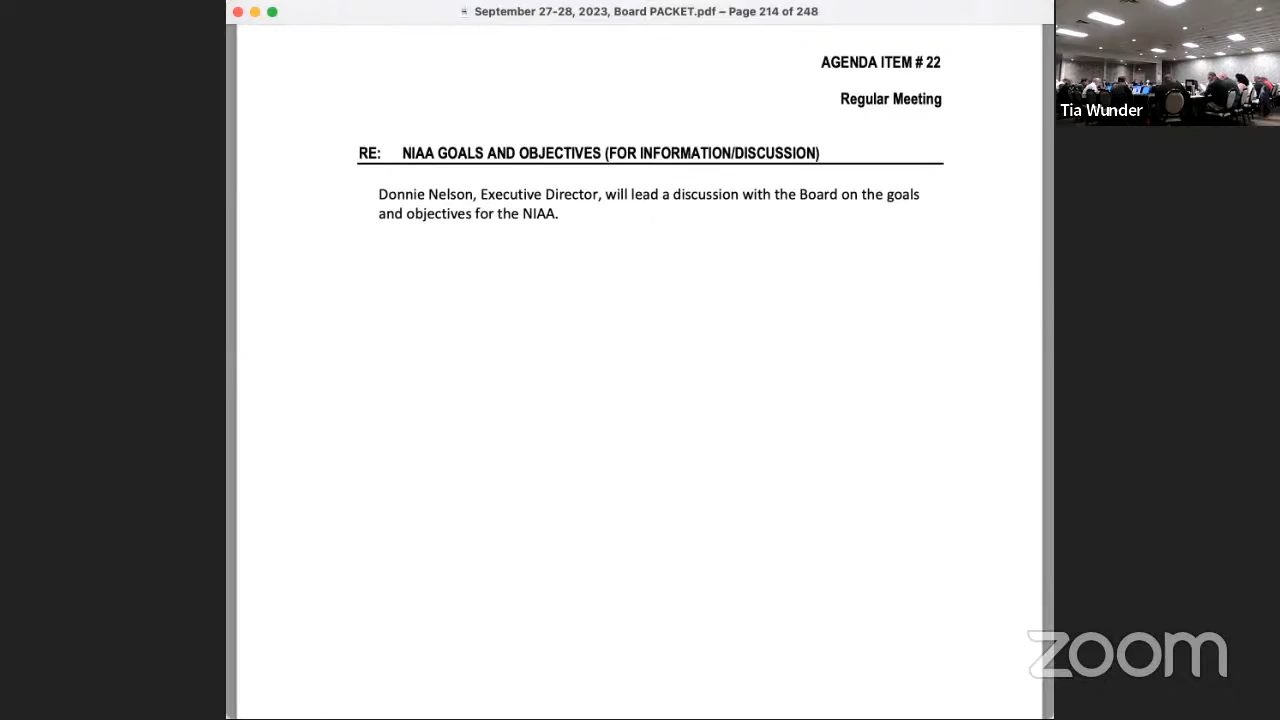 September 27-28, 2023, Board PACKET.pdf – Page 214 of 248
AGENDA ITEM # 22
Regular Meeting
Tia Wunder
RE: NIAA GOALS AND OBJECTIVES (FOR INFORMATION/DISCUSSION)
Donnie Nelson, Executive Director, will lead a discussion with the Board on the goals
and objectives for the NIAA.
zoom